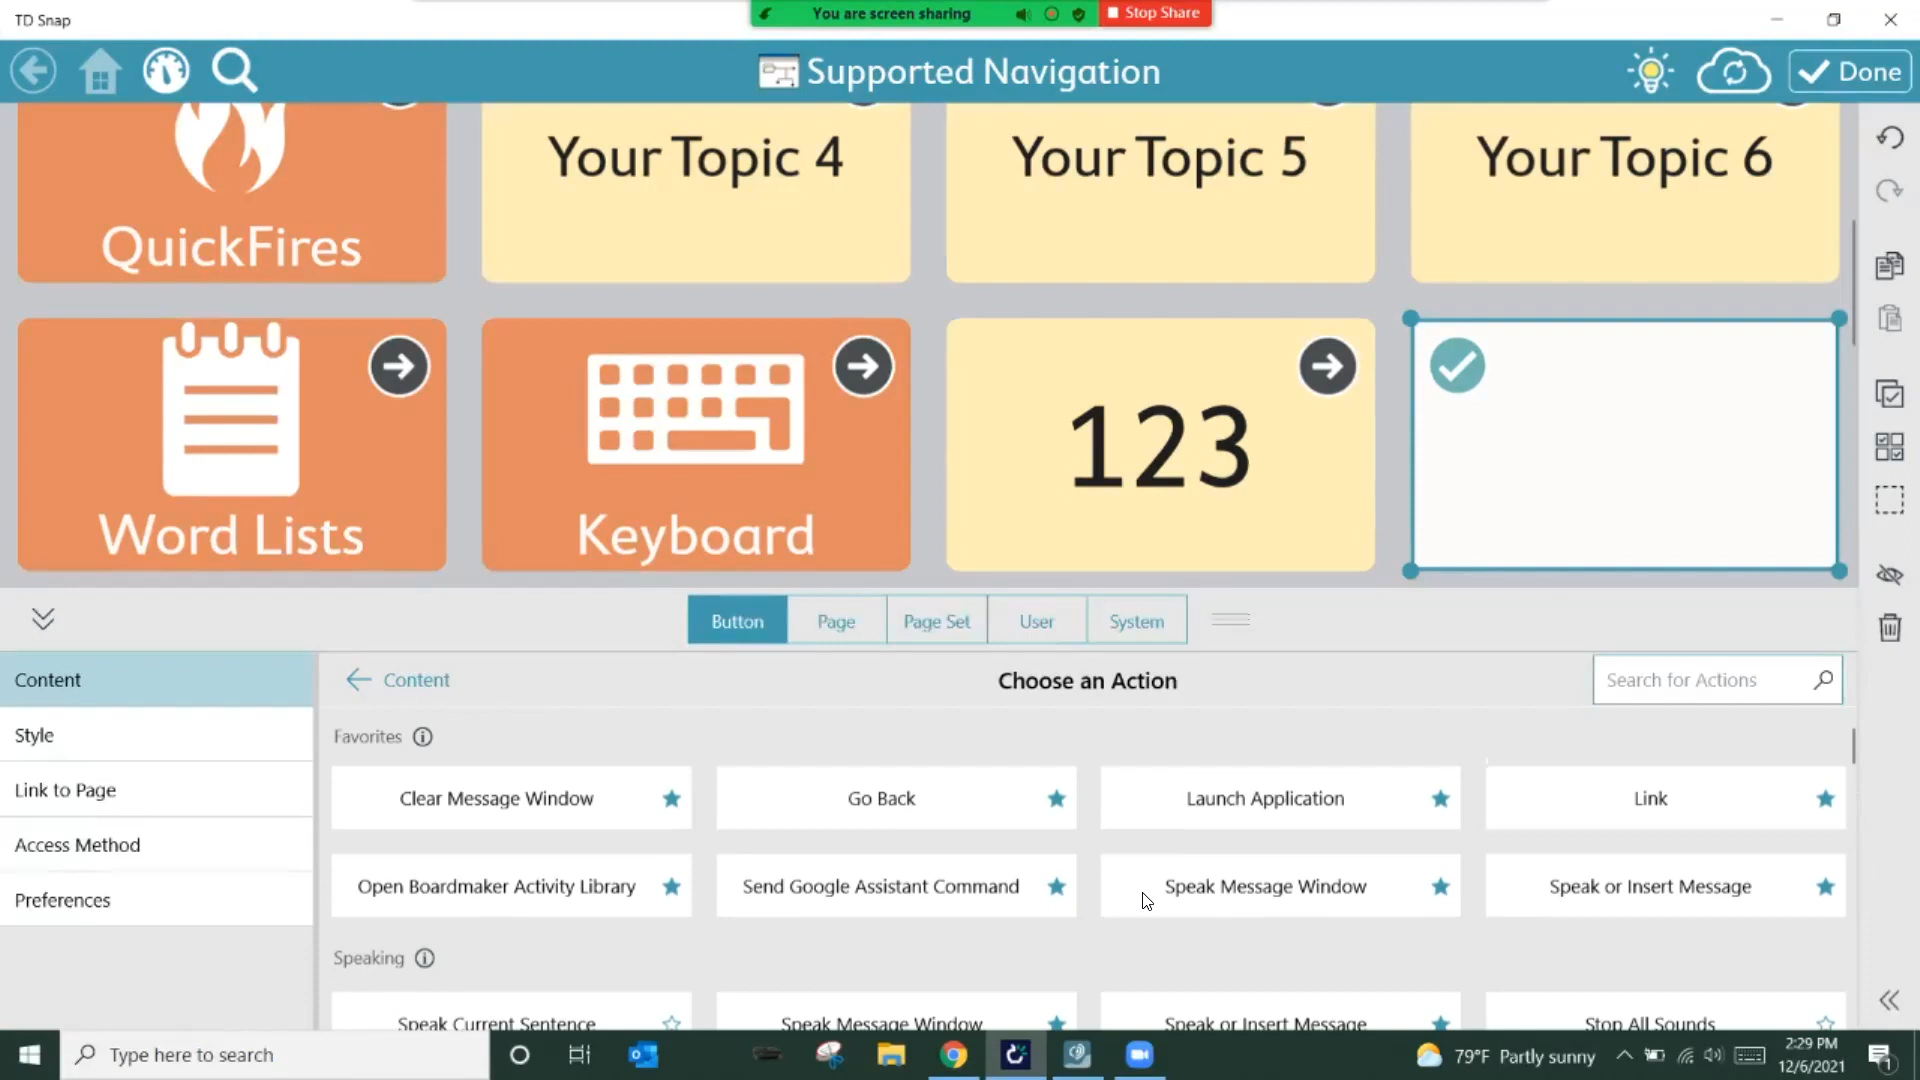 TD Snap
You are screen sharing
Stop Share
Supported Navigation
Done
QuickFires
Your Topic 4
Your Topic 5
Your Topic 6
Word Lists
Keyboard
123
Button
Page
Page Set
User
System
Content
Style
Link to Page
Access Method
Preferences
Content
Choose an Action
Search for Actions
Favorites
Clear Message Window
Go Back
Launch Application
Link
Open Boardmaker Activity Library
Send Google Assistant Command
Speak Message Window
Speak or Insert Message
Speaking
Speak Current Sentence
Speak Message Window
Speak or Insert Message
Stop All Sounds
Type here to search
79°F Partly sunny
2:29 PM
12/6/2021
1